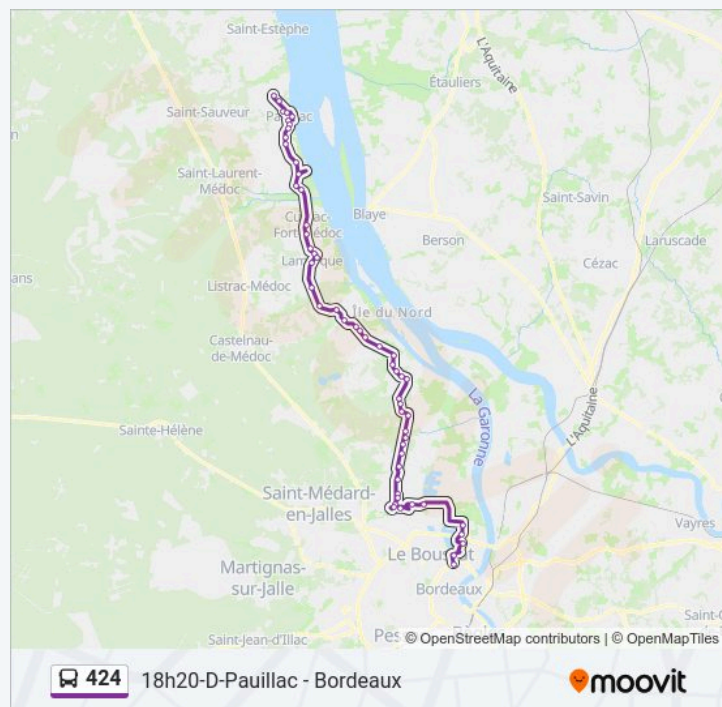 Saint-Estèphe
L'Aquitaine
Étauliers
Saint-Sauveur
Saint-Laurent-
Médoc
Saint-Savin
Blaye
Berson
Laruscade
Cézac
Listrac-Médoc
Île du Nord
Castelnau-
de-Médoc
La Garonne
L'Aquitaine
Sainte-Hélène
Saint-Médard-
en-Jalles
Vayres
Martignas-
sur-Jalle
Bordeaux
Saint-Jean-d'Illac
© OpenStreetMap contributors | © OpenMapTiles
424 18h20-D-Pauillac - Bordeaux moovit